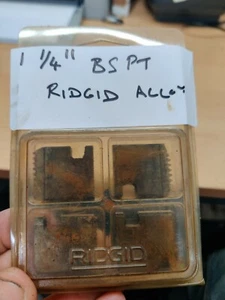 1 1/4" BSPT
RIDGID ALLOY
RIDGID